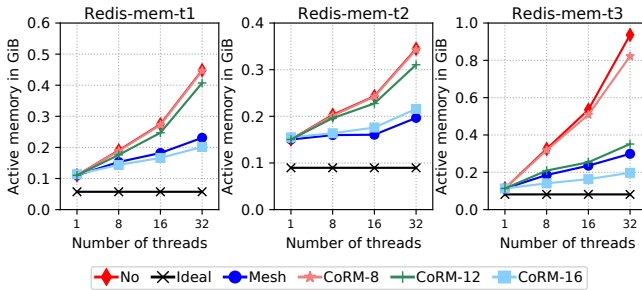 Redis-mem-t1
Active memory in GiB
0.6
0.5
0.4
0.3
0.2
0.1
0.0
1 8 16 32
Number of threads
Redis-mem-t2
Active memory in GiB
0.4
0.3
0.2
0.1
0.0
1 8 16 32
Number of threads
Redis-mem-t3
Active memory in GiB
1.0
0.8
0.6
0.4
0.2
0.0
1 8 16 32
Number of threads
No Ideal Mesh CoRM-8 CoRM-12 CoRM-16